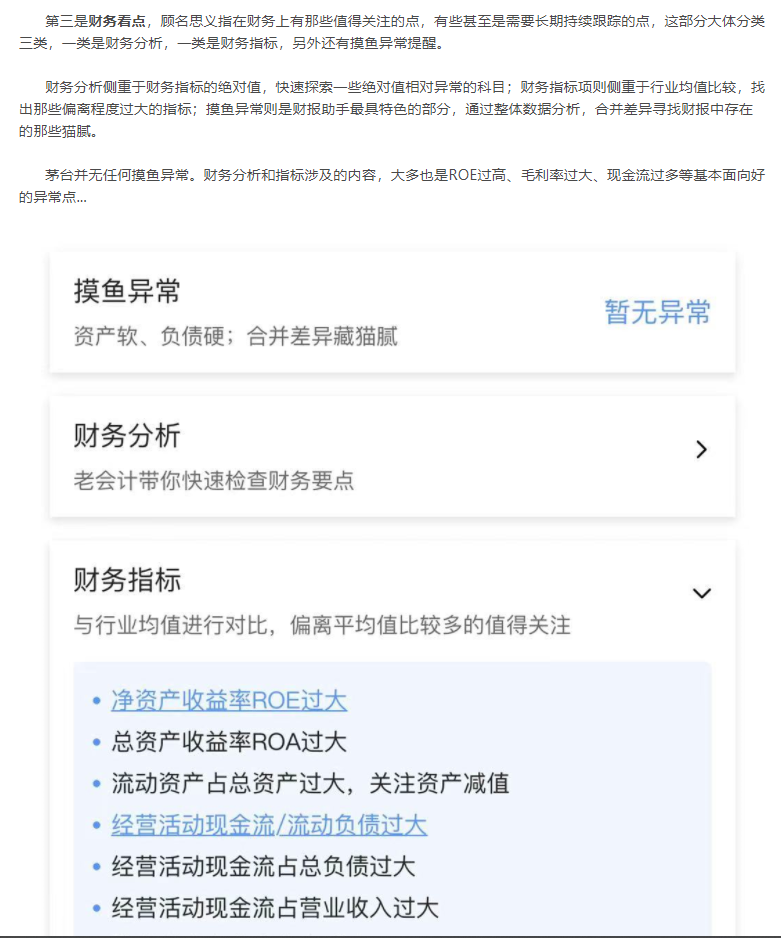 第三是财务看点，顾名思义指在财务上有那些值得关注的点，有些甚至是需要长期持续跟踪的点，这部分大体分类
三类，一类是财务分析，一类是财务指标，另外还有摸鱼异常提醒。
财务分析侧重于财务指标的绝对值，快速探索一些绝对值相对异常的科目；财务指标项则侧重于行业均值比较，找
出那些偏离程度过大的指标；摸鱼异常则是财报助手最具特色的部分，通过整体数据分析，合并差异寻找财报中存在
的那些猫腻。
茅台并无任何摸鱼异常。财务分析和指标涉及的内容，大多也是ROE过高、毛利率过大、现金流过多等基本面向好
的异常点...
摸鱼异常
暂无异常
资产软、负债硬；合并差异藏猫腻
财务分析
老会计带你快速检查财务要点
财务指标
与行业均值进行对比，偏离平均值比较多的值得关注
• 净资产收益率ROE过大
• 总资产收益率ROA过大
• 流动资产占总资产过大，关注资产减值
• 经营活动现金流/流动负债过大
• 经营活动现金流占总负债过大
• 经营活动现金流占营业收入过大